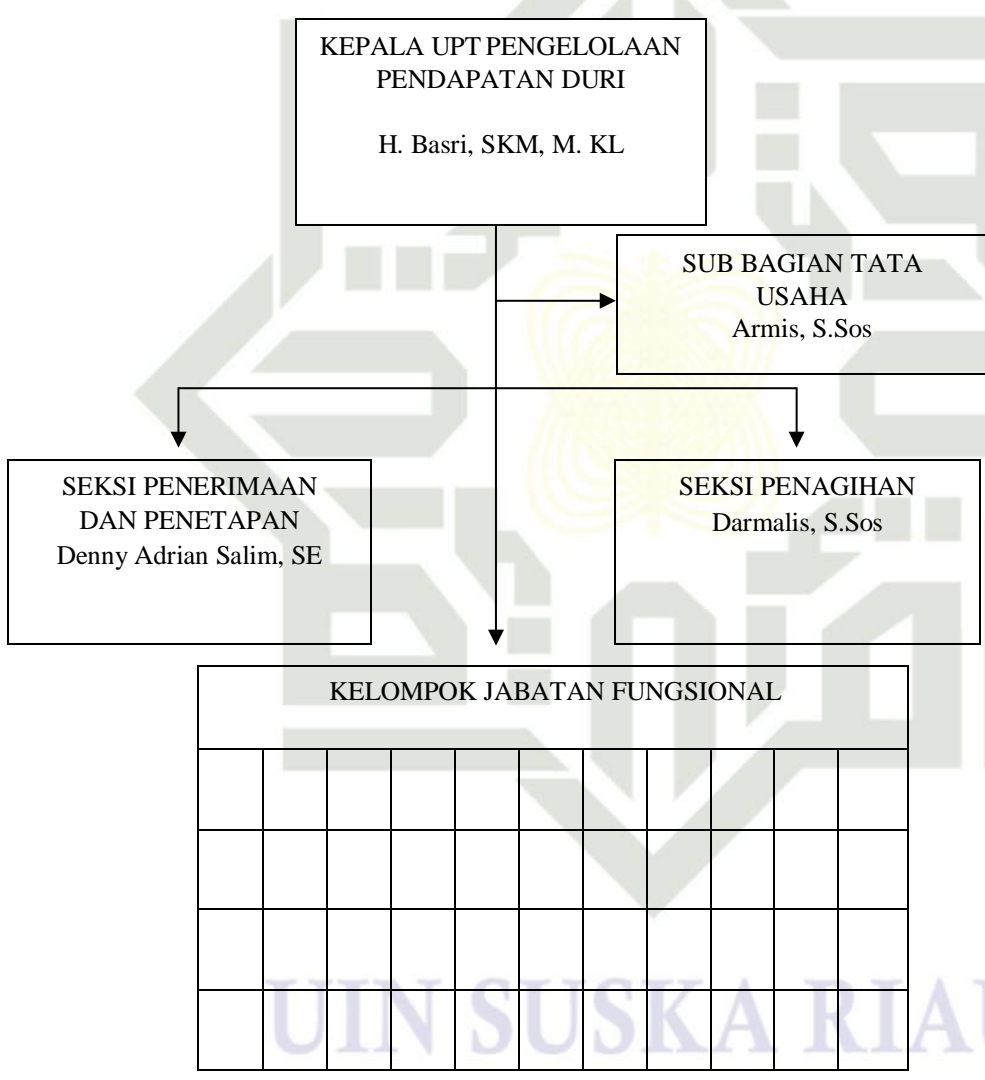 KEPALA UPT PENGELOLAAN
PENDAPATAN DURI
H. Basri, SKM, M. KL
SUB BAGIAN TATA
USAHA
Armis, S.Sos
SEKSI PENERIMAAN
DAN PENETAPAN
Denny Adrian Salim, SE
SEKSI PENAGIHAN
Darmalis, S.Sos
KELOMPOK JABATAN FUNGSIONAL
UIN SUSKA RIAU